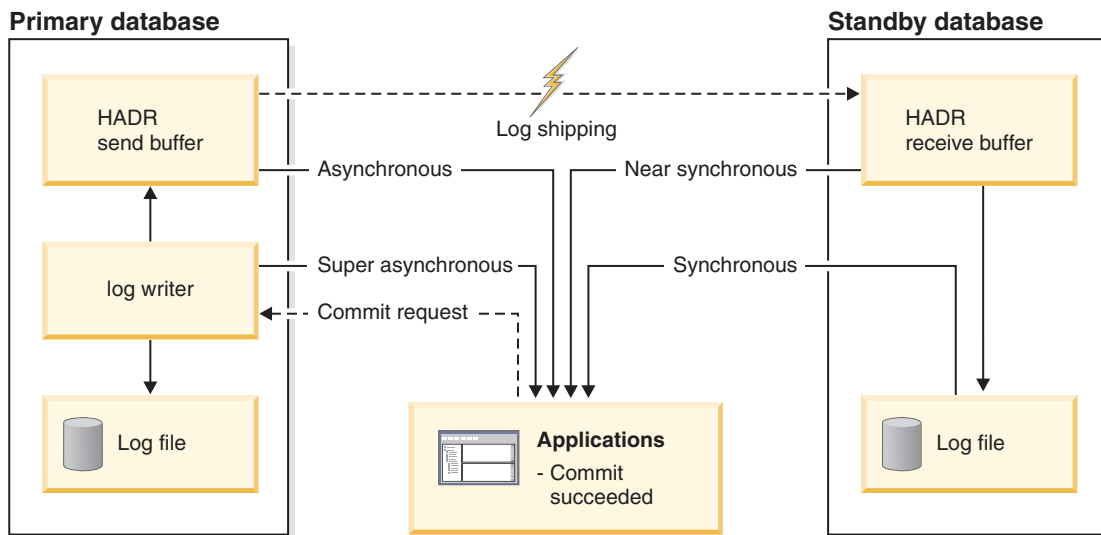 Primary database
Standby database
HADR
send buffer
Log shipping
HADR
receive buffer
Asynchronous
Near synchronous
log writer
Super asynchronous
Synchronous
Commit request
Log file
Applications
- Commit
succeeded
Log file